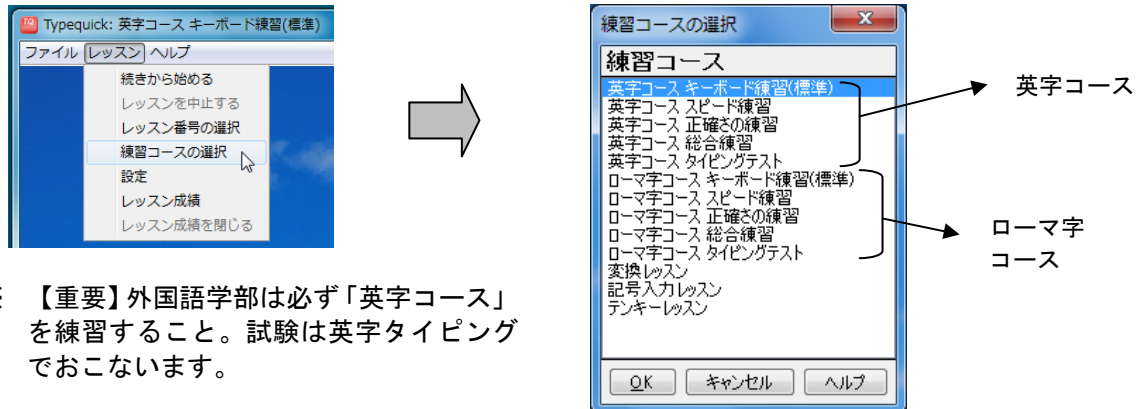 Typequick: 英字コース キーボード練習(標準)
ファイル レッスン ヘルプ
続きから始める
レッスンを中止する
レッスン番号の選択
練習コースの選択
設定
レッスン成績
レッスン成績を閉じる
【重要】外国語学部は必ず「英字コース」
を練習すること。試験は英字タイピング
でおこないます。
練習コースの選択
練習コース
英字コース キーボード練習(標準)
英字コース スピード練習
英字コース 正確さの練習
英字コース 総合練習
英字コース タイピングテスト
ローマ字コース キーボード練習(標準)
ローマ字コース スピード練習
ローマ字コース 正確さの練習
ローマ字コース 総合練習
ローマ字コース タイピングテスト
変換レッスン
記号入力レッスン
テンキーレッスン
OK キャンセル ヘルプ
英字コース
ローマ字
コース